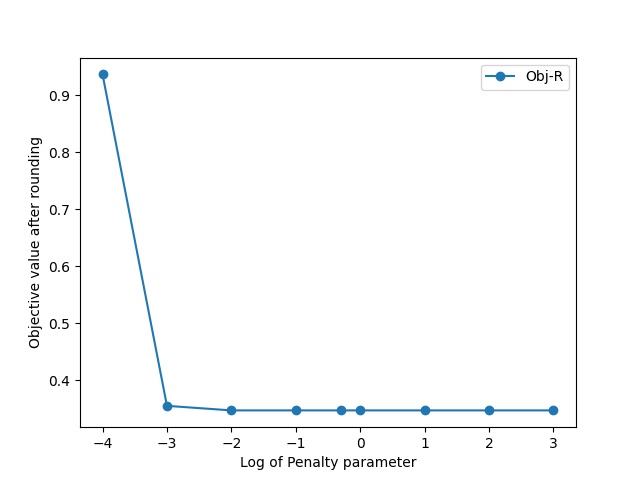 Obj-R
0.9
0.8
0.7
0.6
0.5
0.4
Objective value after rounding
−4 −3 −2 −1 0 1 2 3
Log of Penalty parameter